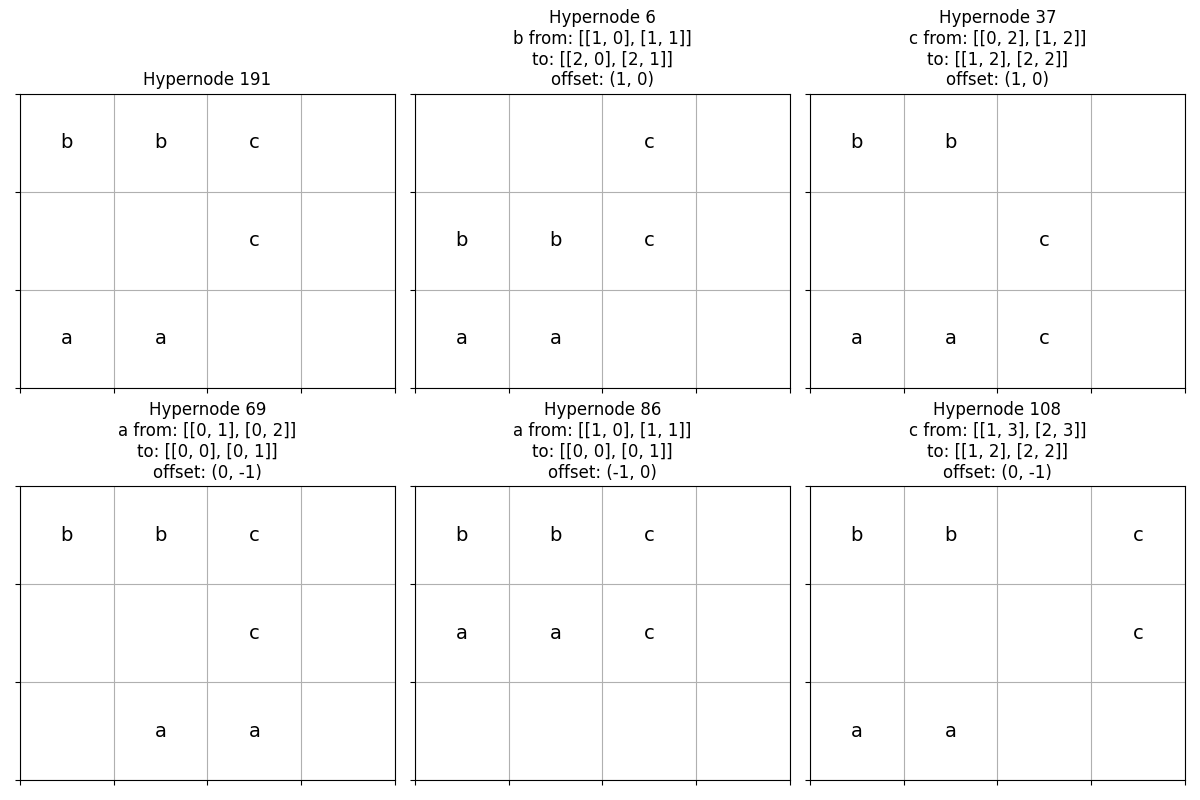 Hypernode 191
b b c
c
a a
Hypernode 6
b from: [[1, 0], [1, 1]]
to: [[2, 0], [2, 1]]
offset: (1, 0)
c
b b c
a a
Hypernode 37
c from: [[0, 2], [1, 2]]
to: [[1, 2], [2, 2]]
offset: (1, 0)
b b
c
a a c
Hypernode 69
a from: [[0, 1], [0, 2]]
to: [[0, 0], [0, 1]]
offset: (0, -1)
b b c
c
a a
Hypernode 86
a from: [[1, 0], [1, 1]]
to: [[0, 0], [0, 1]]
offset: (-1, 0)
b b c
a a c
Hypernode 108
c from: [[1, 3], [2, 3]]
to: [[1, 2], [2, 2]]
offset: (0, -1)
b b c
c
a a